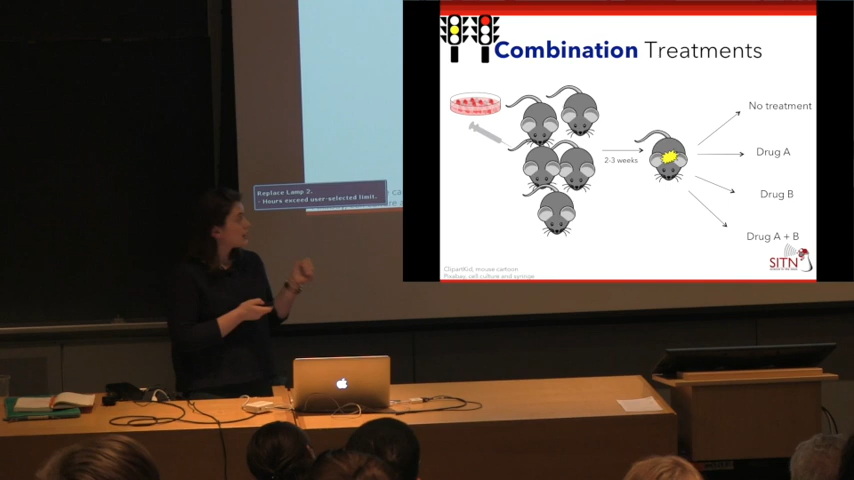 Combination Treatments
No treatment
2-3 weeks
Drug A
Drug B
Drug A + B
SITN
ClipartKid, mouse cartoon
Pixabay, cell culture and syringe
Replace Lamp 2.
- Hours exceed user-selected limit.